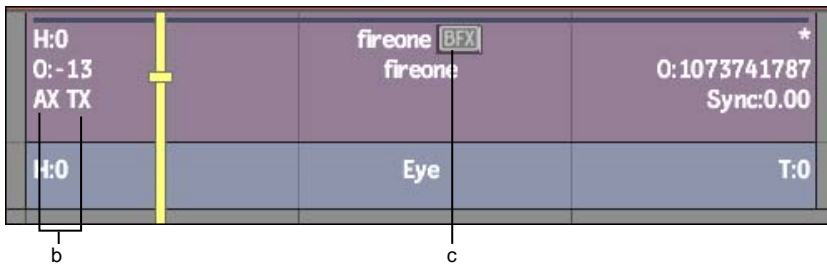 H:0 fireone BFX *
O:-13 fireone O:1073741787
AX TX Sync:0.00
H:0 Eye T:0
b c